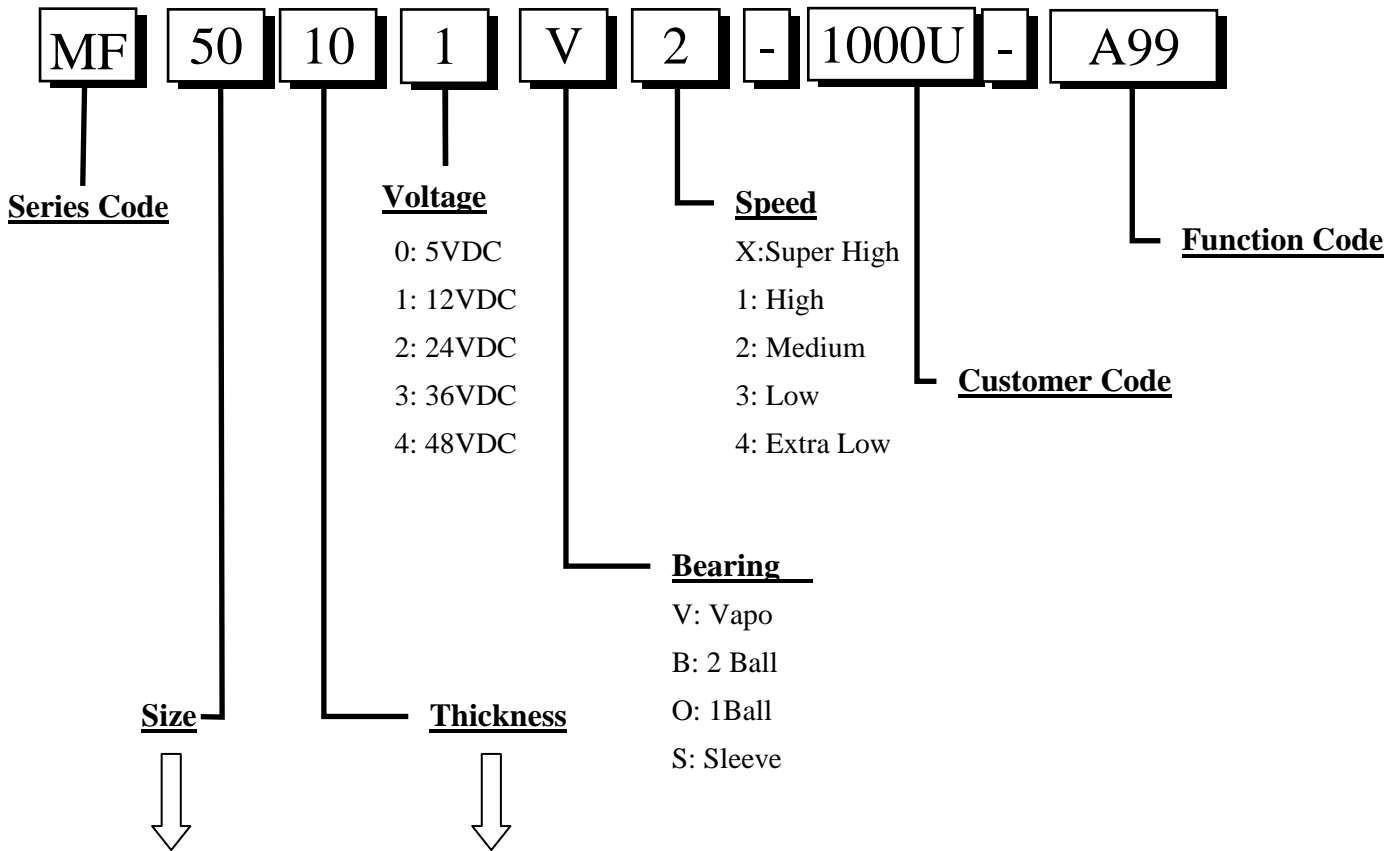 MF 50 10 1 V 2 - 1000U - A99
Series Code
Voltage
0: 5VDC
1: 12VDC
2: 24VDC
3: 36VDC
4: 48VDC
Speed
X:Super High
1: High
2: Medium
3: Low
4: Extra Low
Function Code
Customer Code
Bearing
V: Vapo
B: 2 Ball
O: 1Ball
S: Sleeve
Size
Thickness